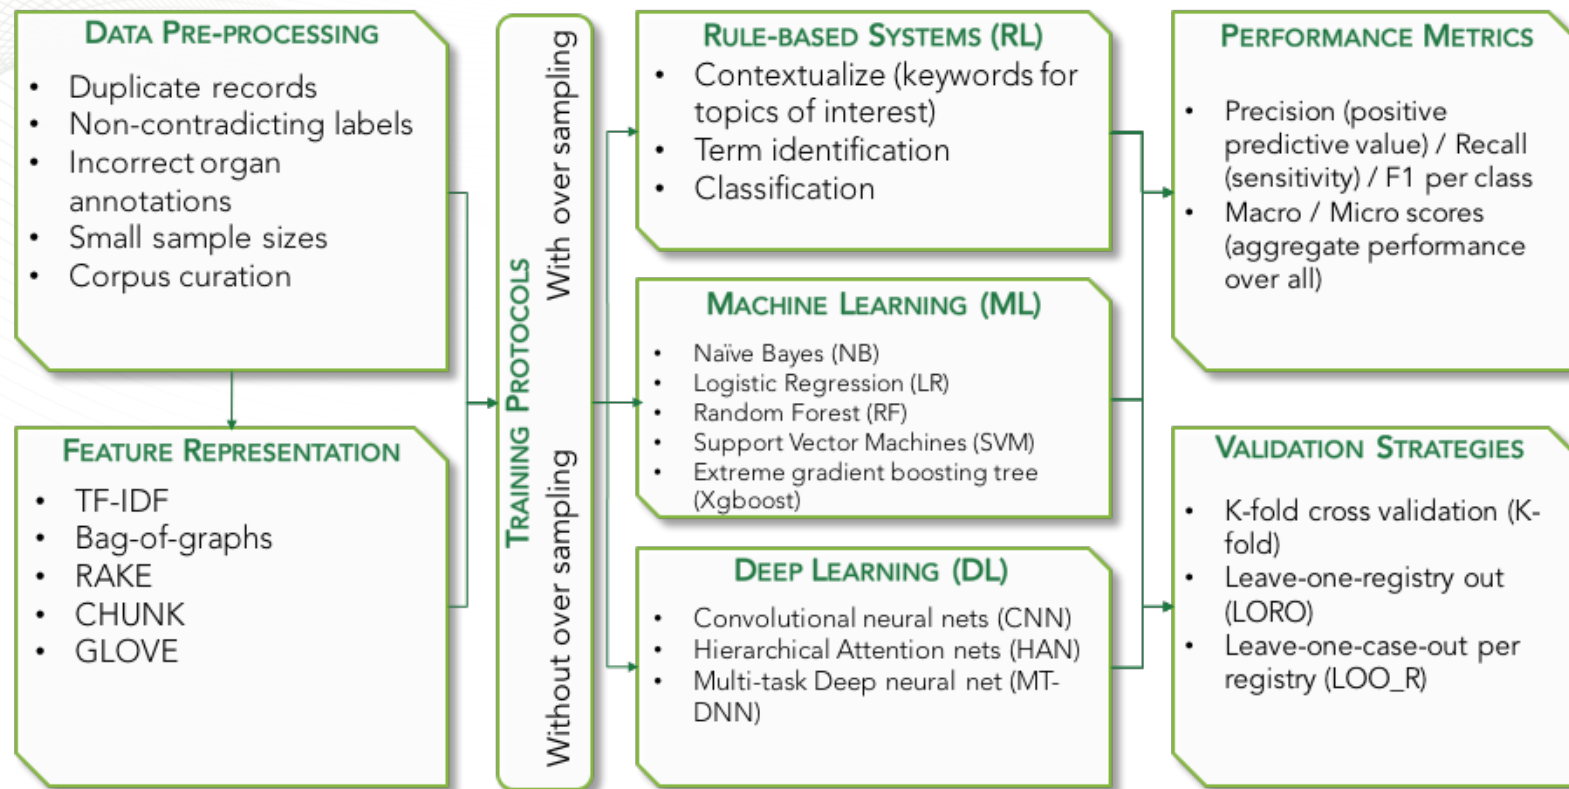 DATA PRE-PROCESSING
• Duplicate records
• Non-contradicting labels
• Incorrect organ
annotations
• Small sample sizes
• Corpus curation
FEATURE REPRESENTATION
• TF-IDF
• Bag-of-graphs
• RAKE
• CHUNK
• GLOVE
TRAINING PROTOCOLS
With over sampling
Without over sampling
RULE-BASED SYSTEMS (RL)
• Contextualize (keywords for
topics of interest)
• Term identification
• Classification
MACHINE LEARNING (ML)
• Naïve Bayes (NB)
• Logistic Regression (LR)
• Random Forest (RF)
• Support Vector Machines (SVM)
• Extreme gradient boosting tree
(Xgboost)
DEEP LEARNING (DL)
• Convolutional neural nets (CNN)
• Hierarchical Attention nets (HAN)
• Multi-task Deep neural net (MT-
DNN)
PERFORMANCE METRICS
• Precision (positive
predictive value) / Recall
(sensitivity) / F1 per class
• Macro / Micro scores
(aggregate performance
over all)
VALIDATION STRATEGIES
• K-fold cross validation (K-
fold)
• Leave-one-registry out
(LORO)
• Leave-one-case-out per
registry (LOO_R)